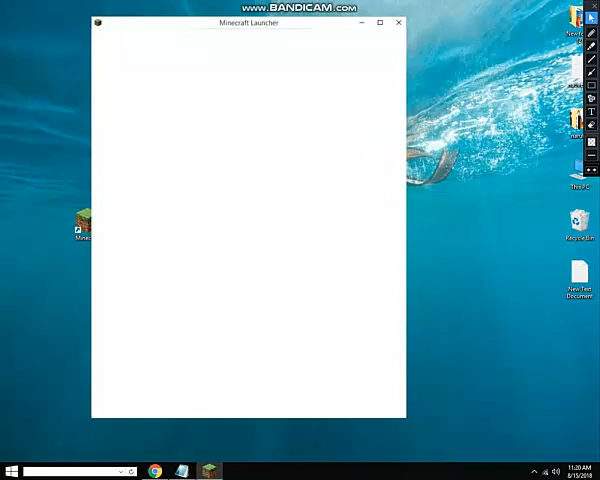 www.BANDICAM.com
Minecraft Launcher
This PC
Recycle Bin
New Text
Document
11:20 AM
8/15/2018